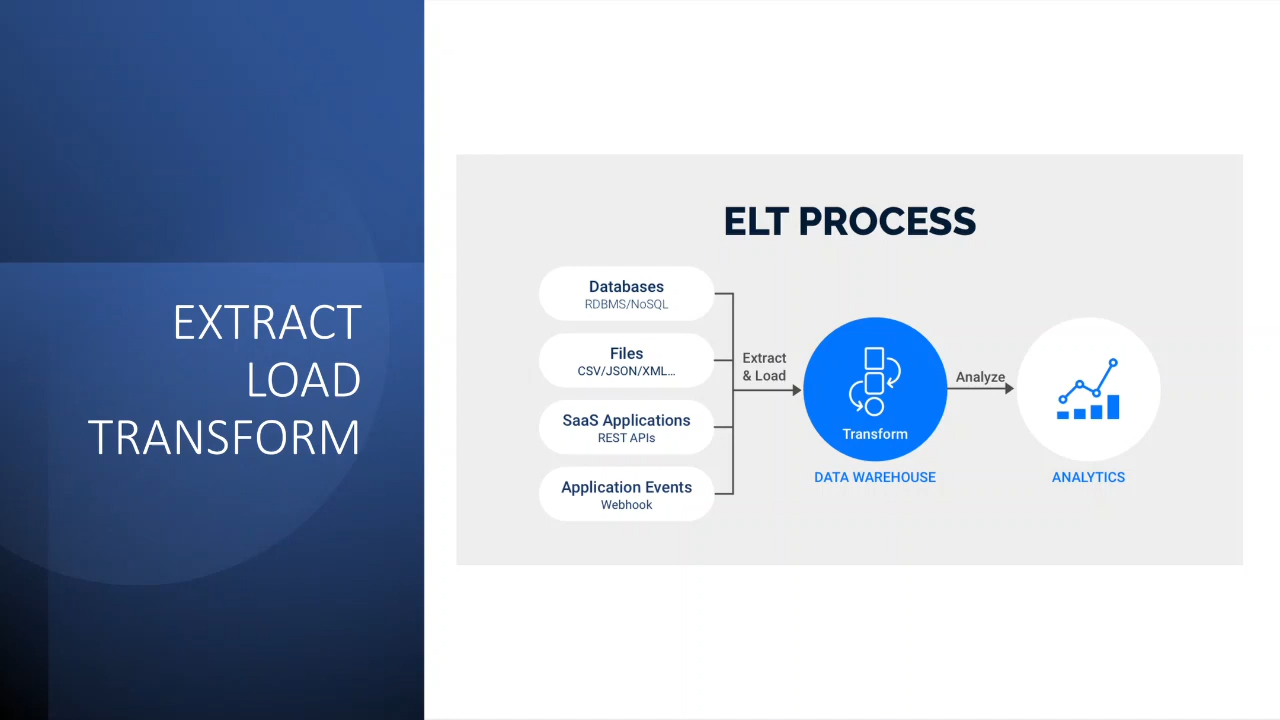 EXTRACT
LOAD
TRANSFORM
ELT PROCESS
Databases
RDBMS/NoSQL
Files
CSV/JSON/XML...
SaaS Applications
REST APIs
Application Events
Webhook
Extract
& Load
Transform
DATA WAREHOUSE
Analyze
ANALYTICS